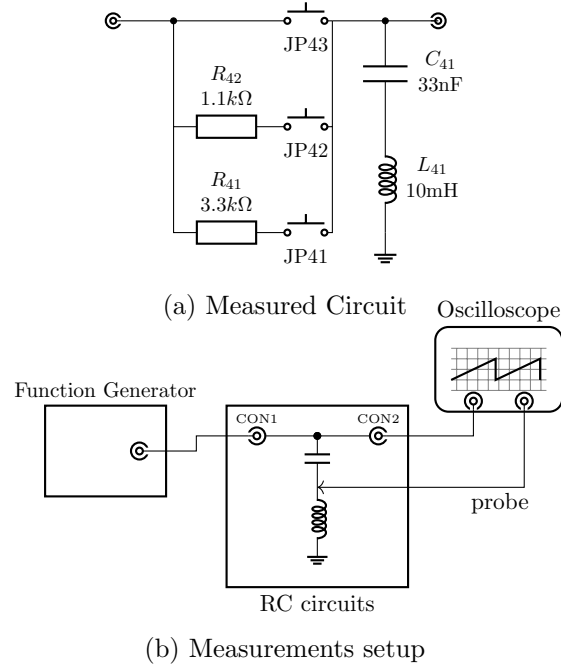 JP43
C41
33nF
R42
1.1kΩ
JP42
L41
10mH
R41
3.3kΩ
JP41
(a) Measured Circuit
Oscilloscope
Function Generator
CON1
CON2
probe
RC circuits
(b) Measurements setup